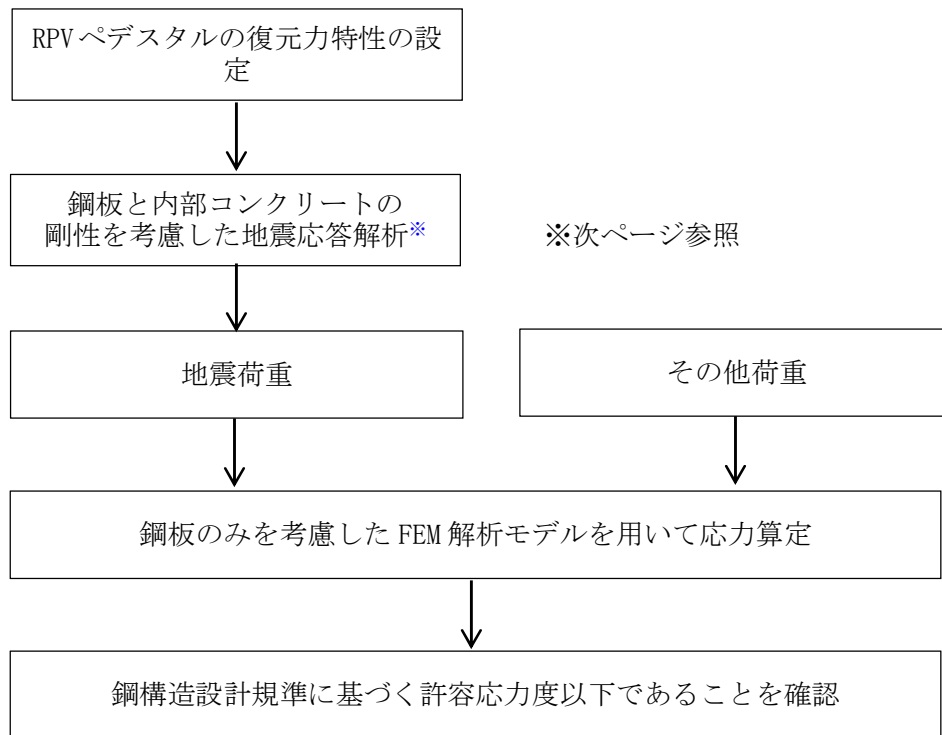 RPVペデスタルの復元力特性の設
定
鋼板と内部コンクリートの
剛性を考慮した地震応答解析※
※次ページ参照
地震荷重
その他荷重
鋼板のみを考慮した FEM 解析モデルを用いて応力算定
鋼構造設計規準に基づく許容応力度以下であることを確認